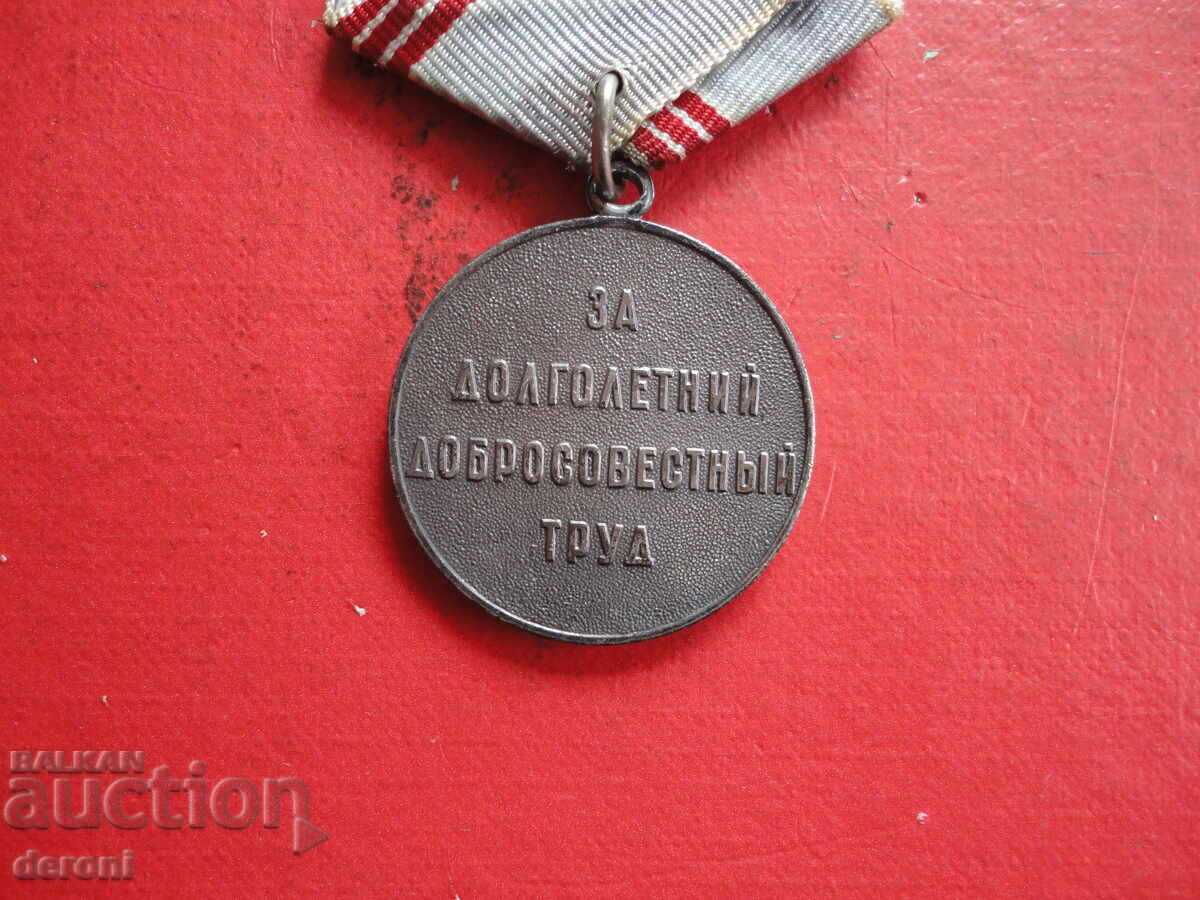 ЗА
ДОЛГОЛЕТНИЙ
ДОБРОСОВЕСТНЫЙ
ТРУД
BALKAN
auction
deroni